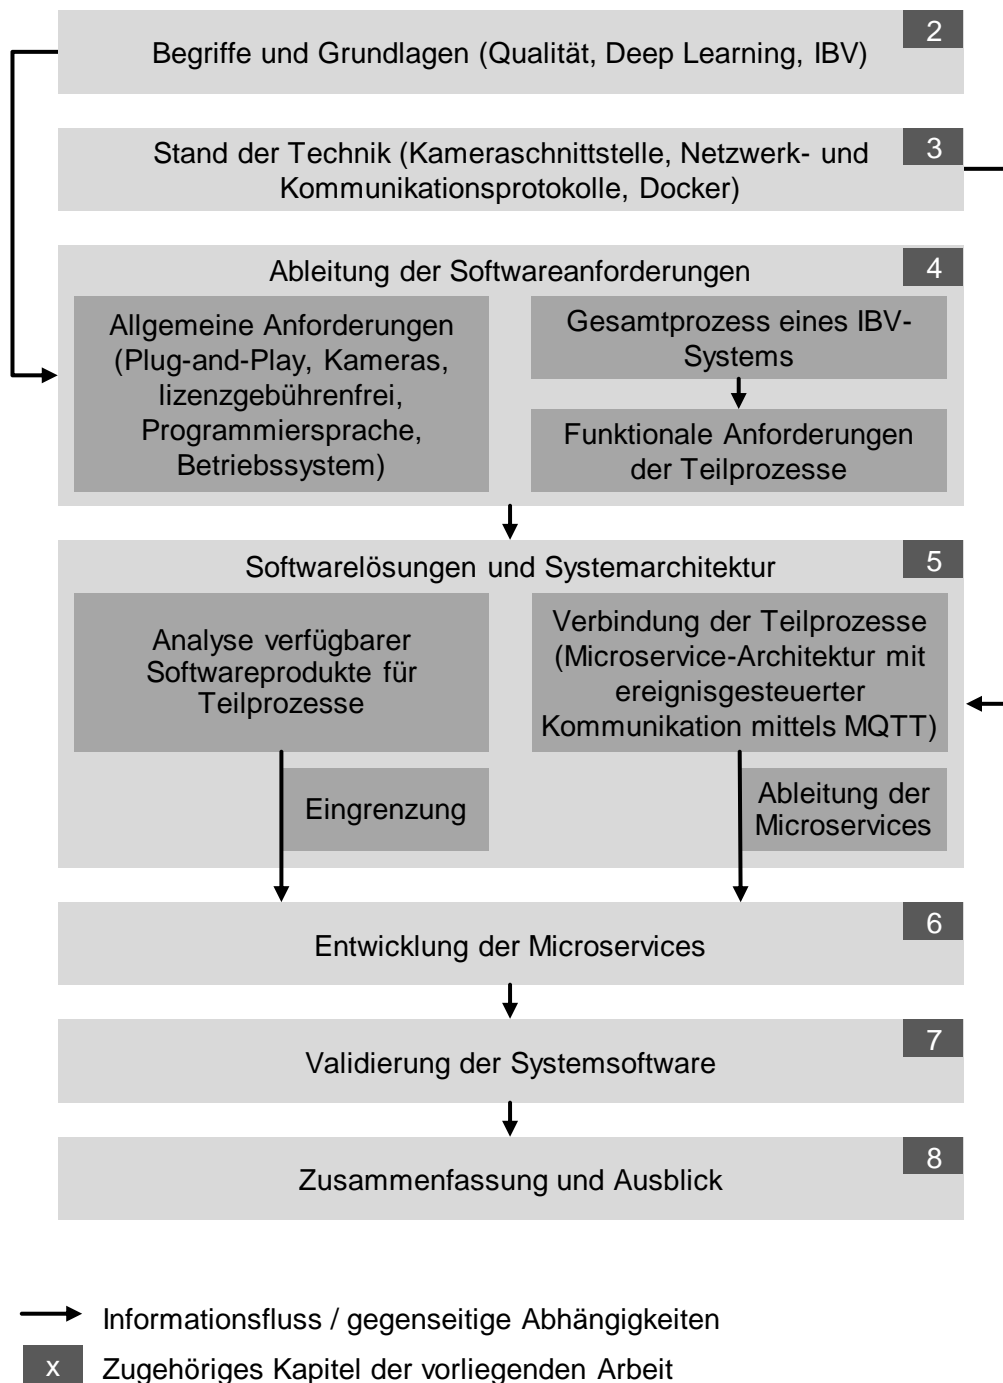 2
Begriffe und Grundlagen (Qualität, Deep Learning, IBV)
3
Stand der Technik (Kameraschnittstelle, Netzwerk- und
Kommunikationsprotokolle, Docker)
4
Ableitung der Softwareanforderungen
Allgemeine Anforderungen
(Plug-and-Play, Kameras,
lizenzgebührenfrei,
Programmiersprache,
Betriebssystem)
Gesamtprozess eines IBV-
Systems
Funktionale Anforderungen
der Teilprozesse
5
Softwarelösungen und Systemarchitektur
Analyse verfügbarer
Softwareprodukte für
Teilprozesse
Verbindung der Teilprozesse
(Microservice-Architektur mit
ereignisgesteuerter
Kommunikation mittels MQTT)
Eingrenzung
Ableitung der
Microservices
6
Entwicklung der Microservices
7
Validierung der Systemsoftware
8
Zusammenfassung und Ausblick
Informationsfluss / gegenseitige Abhängigkeiten
x Zugehöriges Kapitel der vorliegenden Arbeit